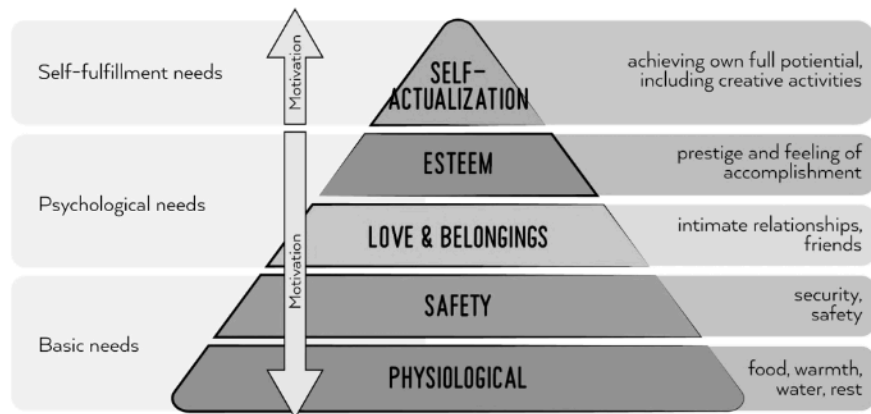 Self-fulfillment needs
Motivation
SELF-
ACTUALIZATION
achieving own full potiential,
including creative activities
Psychological needs
ESTEEM
prestige and feeling of
accomplishment
Motivation
LOVE & BELONGINGS
intimate relationships,
friends
Basic needs
SAFETY
security,
safety
PHYSIOLOGICAL
food, warmth,
water, rest